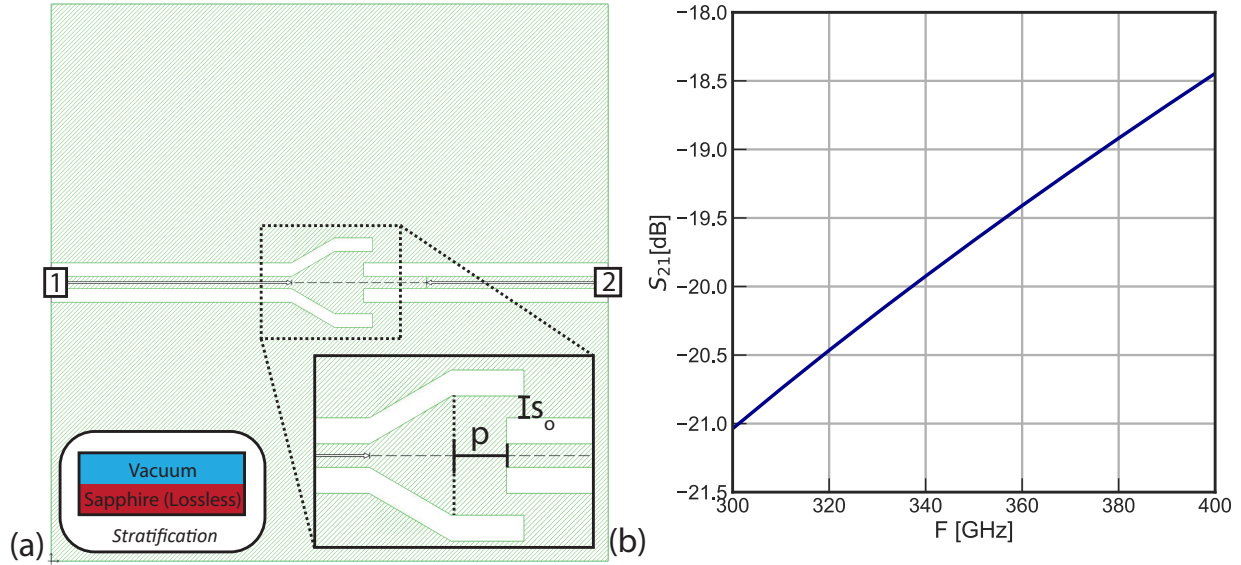 1
2
p
Is₀
Vacuum
Sapphire (Lossless)
Stratification
(a)
−18.0
−18.5
−19.0
−19.5
−20.0
−20.5
−21.0
−21.5
S₂₁[dB]
300
320
340
360
380
400
F [GHz]
(b)